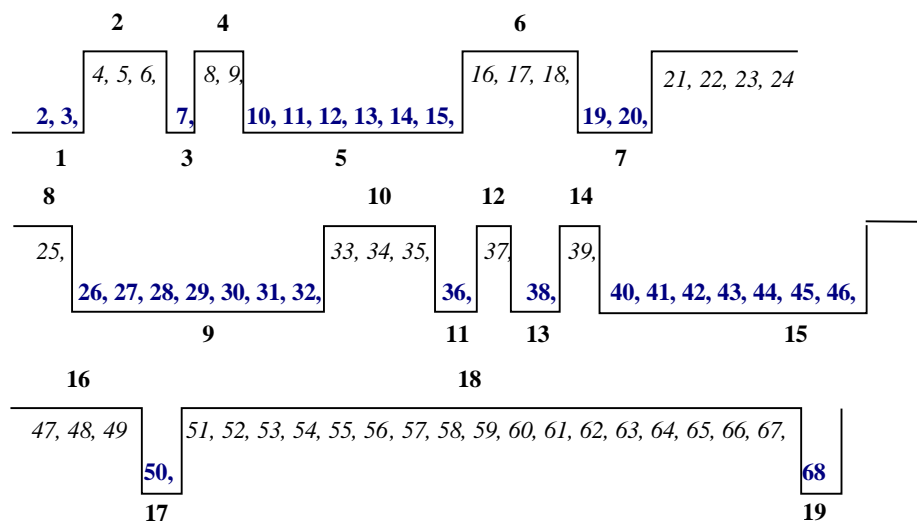 2 4 6
4, 5, 6, 8, 9, 16, 17, 18, 21, 22, 23, 24
2, 3, 7, 10, 11, 12, 13, 14, 15, 19, 20,
1 3 5 7
8 10 12 14
25, 33, 34, 35, 37, 39,
26, 27, 28, 29, 30, 31, 32, 36, 38, 40, 41, 42, 43, 44, 45, 46,
9 11 13 15
16 18
47, 48, 49 51, 52, 53, 54, 55, 56, 57, 58, 59, 60, 61, 62, 63, 64, 65, 66, 67,
50, 68
17 19